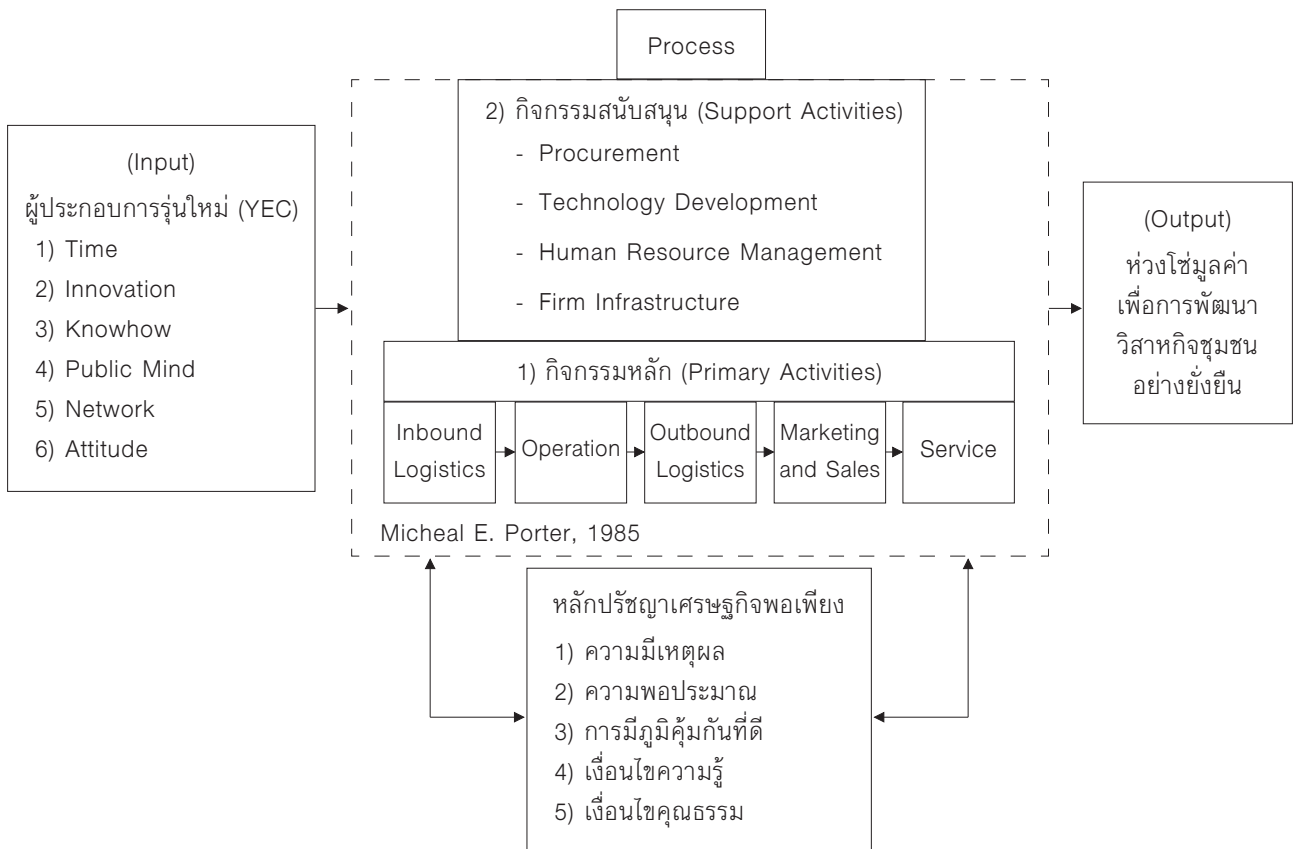 Process
(Input)
ผู้ประกอบการรุ่นใหม่ (YEC)
1) Time
2) Innovation
3) Knowhow
4) Public Mind
5) Network
6) Attitude
2) กิจกรรมสนับสนุน (Support Activities)
- Procurement
- Technology Development
- Human Resource Management
- Firm Infrastructure
1) กิจกรรมหลัก (Primary Activities)
Inbound
Logistics
Operation
Outbound
Logistics
Marketing
and Sales
Service
Micheal E. Porter, 1985
(Output)
ห่วงโซ่มูลค่า
เพื่อการพัฒนา
วิสาหกิจชุมชน
อย่างยั่งยืน
หลักปรัชญาเศรษฐกิจพอเพียง
1) ความมีเหตุผล
2) ความพอประมาณ
3) การมีภูมิคุ้มกันที่ดี
4) เงื่อนไขความรู้
5) เงื่อนไขคุณธรรม